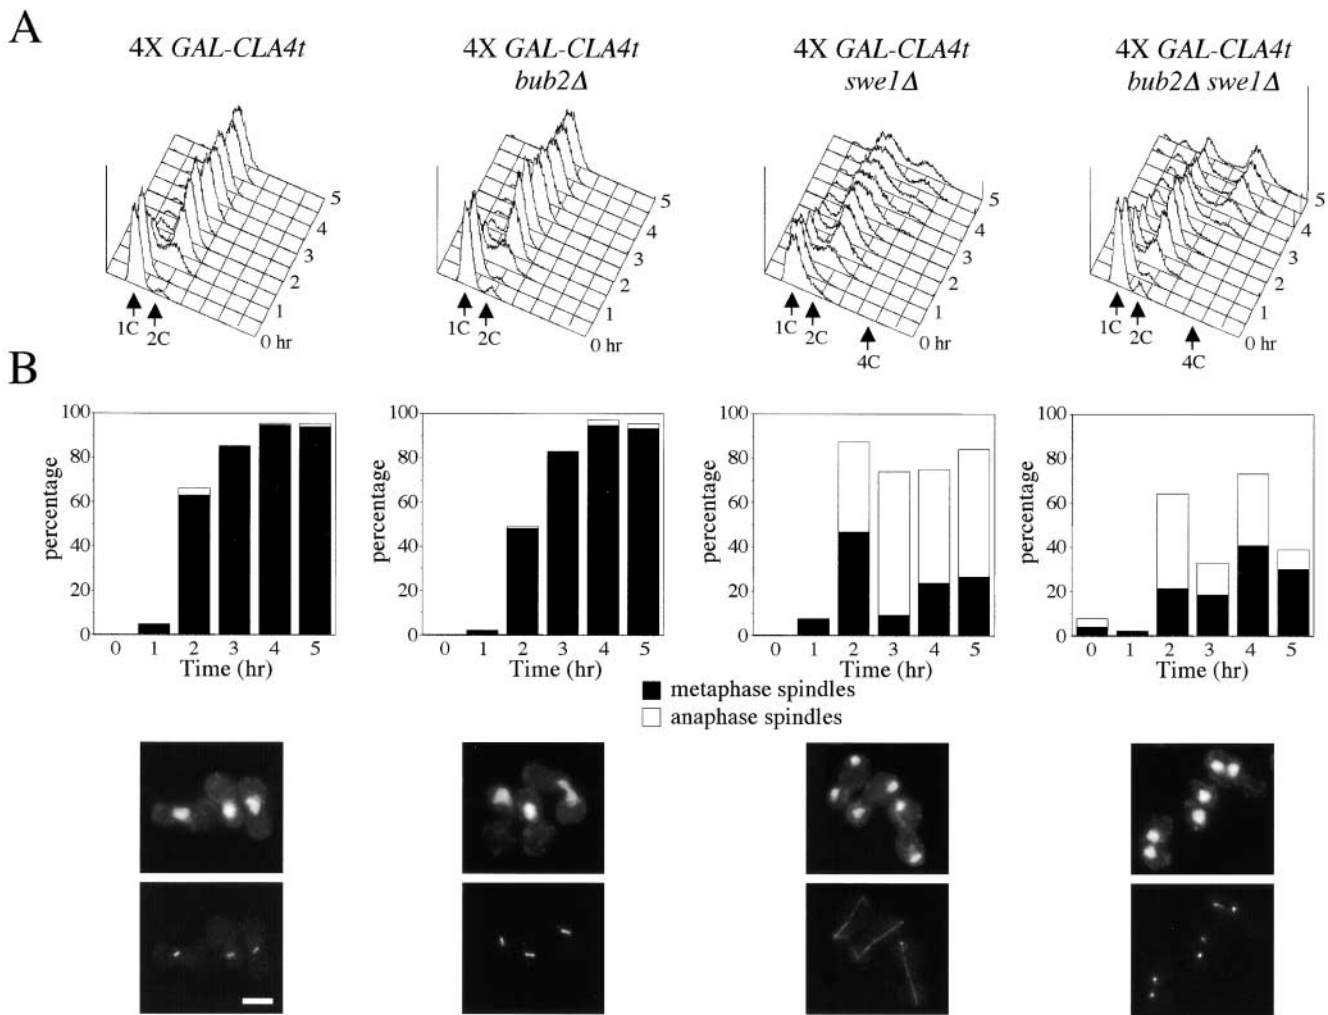 A
4X GAL-CLA4t
4X GAL-CLA4t
bub2Δ
4X GAL-CLA4t
swe1Δ
4X GAL-CLA4t
bub2Δ swe1Δ
5
4
3
2
1
0 hr
1C
2C
5
4
3
2
1
0 hr
1C
2C
5
4
3
2
1
0 hr
1C
2C
4C
5
4
3
2
1
0 hr
1C
2C
4C
B
percentage
100
80
60
40
20
0
0 1 2 3 4 5
Time (hr)
percentage
100
80
60
40
20
0
0 1 2 3 4 5
Time (hr)
percentage
100
80
60
40
20
0
0 1 2 3 4 5
Time (hr)
percentage
100
80
60
40
20
0
0 1 2 3 4 5
Time (hr)
metaphase spindles
anaphase spindles